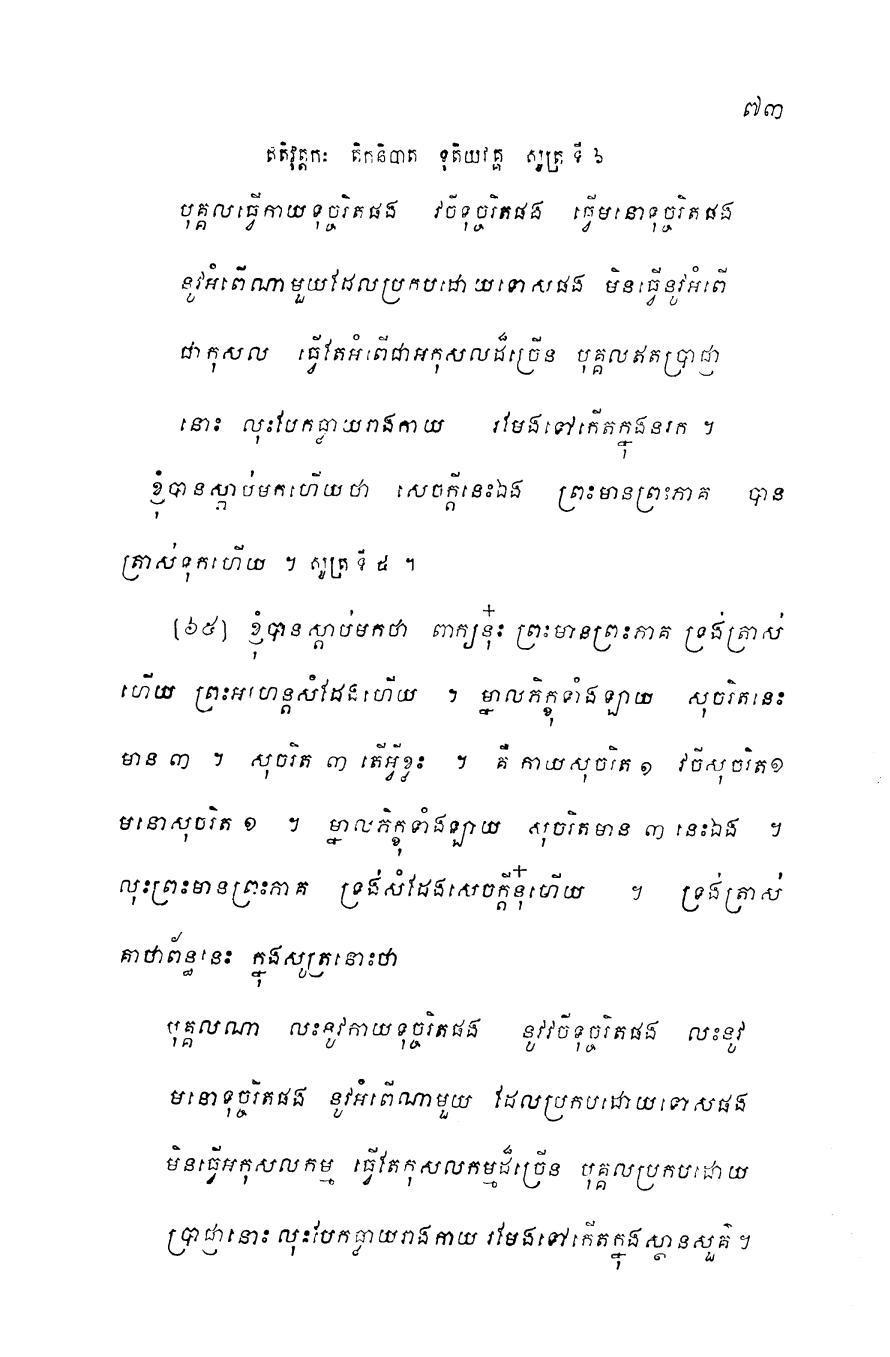 ៧៣
ឥតិវុត្តកៈ តិកនិបាត ទុតិយវគ្គ សូត្រ ទី ៦
បុគ្គលធ្វើកាយទុច្ចរិតផង វចីទុច្ចរិតផង ធ្វើមនោទុច្ចរិតផង
នូវអំពើណាមួយដែលប្រកបដោយទោសផង មិនធ្វើនូវអំពើ
ជាកុសល ធ្វើតែអំពើជាអកុសលដ៏ច្រើន បុគ្គលឥតប្រាជ្ញា
នោះ លុះបែកធ្លាយរាងកាយ រមែងទៅកើតក្នុងនរក ។
ខ្ញុំបានស្តាប់មកហើយថា សេចក្តីនេះឯង ព្រះមានព្រះភាគ បាន
ត្រាស់ទុកហើយ ។ សូត្រ ទី ៥ ។
[៦៥] ខ្ញុំបានស្តាប់មកថា ពាក្យនុ៎ះ ព្រះមានព្រះភាគ ទ្រង់ត្រាស់
ហើយ ព្រះអរហន្តសំដែងហើយ ។ ម្នាលភិក្ខុទាំងឡាយ សុចរិតនេះ
មាន ៣ ។ សុចរិត ៣ តើអ្វីខ្លះ ។ គឺ កាយសុចរិត ១ វចីសុចរិត ១
មនោសុចរិត ១ ។ ម្នាលភិក្ខុទាំងឡាយ សុចរិតមាន ៣ នេះឯង ។
លុះព្រះមានព្រះភាគ ទ្រង់សំដែងសេចក្តីនុ៎ះហើយ ។ ទ្រង់ត្រាស់
គាថាព័ន្ធនេះ ក្នុងសូត្រនោះថា
បុគ្គលណា លះនូវកាយទុច្ចរិតផង នូវវចីទុច្ចរិតផង លះនូវ
មនោទុច្ចរិតផង នូវអំពើណាមួយ ដែលប្រកបដោយទោសផង
មិនធ្វើអកុសលកម្ម ធ្វើតែកុសលកម្មដ៏ច្រើន បុគ្គលប្រកបដោយ
ប្រាជ្ញានោះ លុះបែកធ្លាយរាងកាយ រមែងទៅកើតក្នុងស្ថានសួគ៌ ។